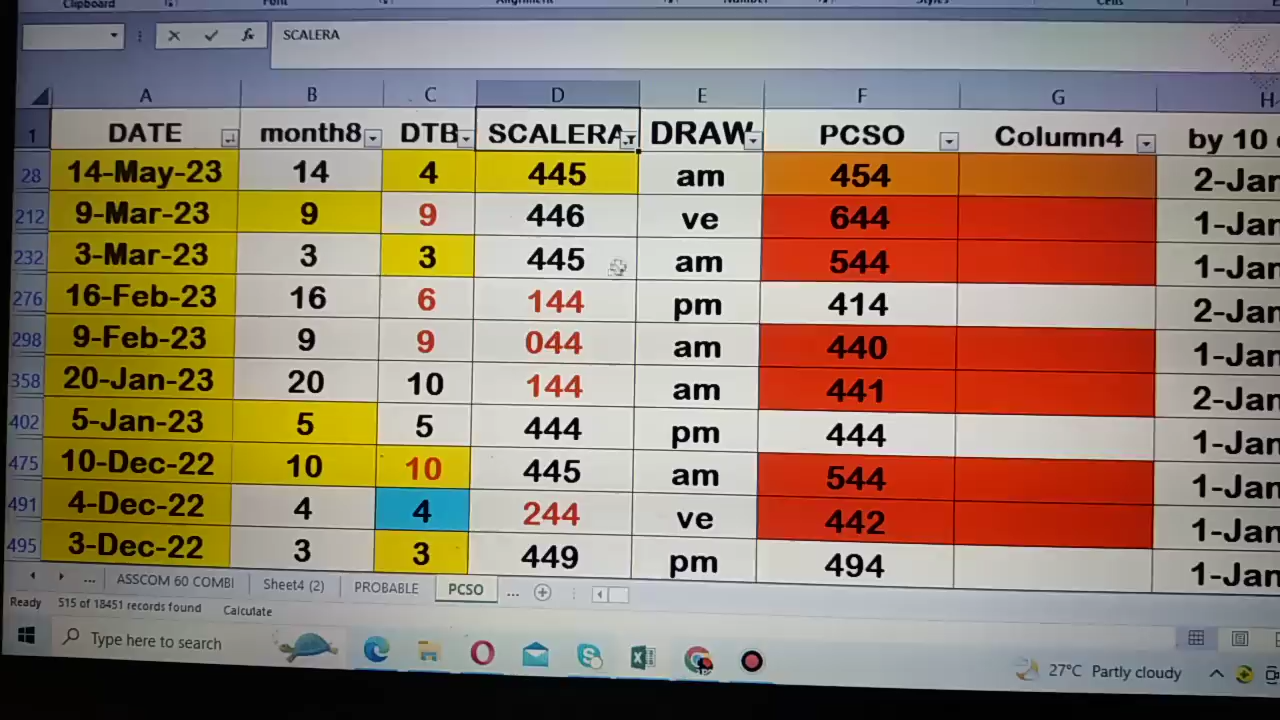 Clipboard
SCALERA
A B C D E F G H
1 DATE month8 DTB SCALERA DRAW PCSO Column4 by 10
28 14-May-23 14 4 445 am 454 2-Jan
212 9-Mar-23 9 9 446 ve 644 1-Jan
232 3-Mar-23 3 3 445 am 544 1-Jan
276 16-Feb-23 16 6 144 pm 414 2-Jan
298 9-Feb-23 9 9 044 am 440 1-Jan
358 20-Jan-23 20 10 144 am 441 2-Jan
402 5-Jan-23 5 5 444 pm 444 1-Jan
475 10-Dec-22 10 10 445 am 544 1-Jan
491 4-Dec-22 4 4 244 ve 442 1-Jan
495 3-Dec-22 3 3 449 pm 494 1-Jan
... ASSCOM 60 COMBI Sheet4 (2) PROBABLE PCSO ...
Ready 515 of 18451 records found Calculate
Type here to search 27°C Partly cloudy